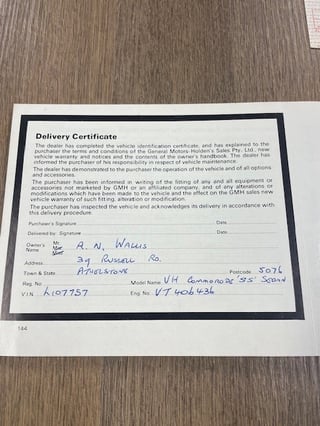 Delivery Certificate
The dealer has completed the vehicle identification certificate, and has explained to the
purchaser the terms and conditions of the General Motors-Holden's Sales Pty. Ltd., new
vehicle warranty and notices and the contents of the owner's handbook. The dealer has
informed the purchaser of his responsibility in respect of vehicle maintenance.
The dealer has demonstrated to the purchaser the operation of the vehicle and of all options
and accessories.
The purchaser has been informed in writing of the fitting of any and all equipment or
accessories not marketed by GMH or an affiliated company, and of any alterations or
modifications which have been made to the vehicle and the affect on the GMH sales new
vehicle warranty of such fitting, alteration or modification.
The purchaser has inspected the vehicle and acknowledges its delivery in accordance with
this delivery procedure.
Purchaser's Signature Date
Delivered by: Signature Date
Owner's Name Mr. Mrs. Miss A. N. WALLIS
Address 39 RUSSELL RD.
Town & State ATHELSTONE Postcode 5076
Reg. No. Model Name VH COMMODORE 'SS' SEDAN
V.I.N. L107757 Eng. No. VT 406436
144